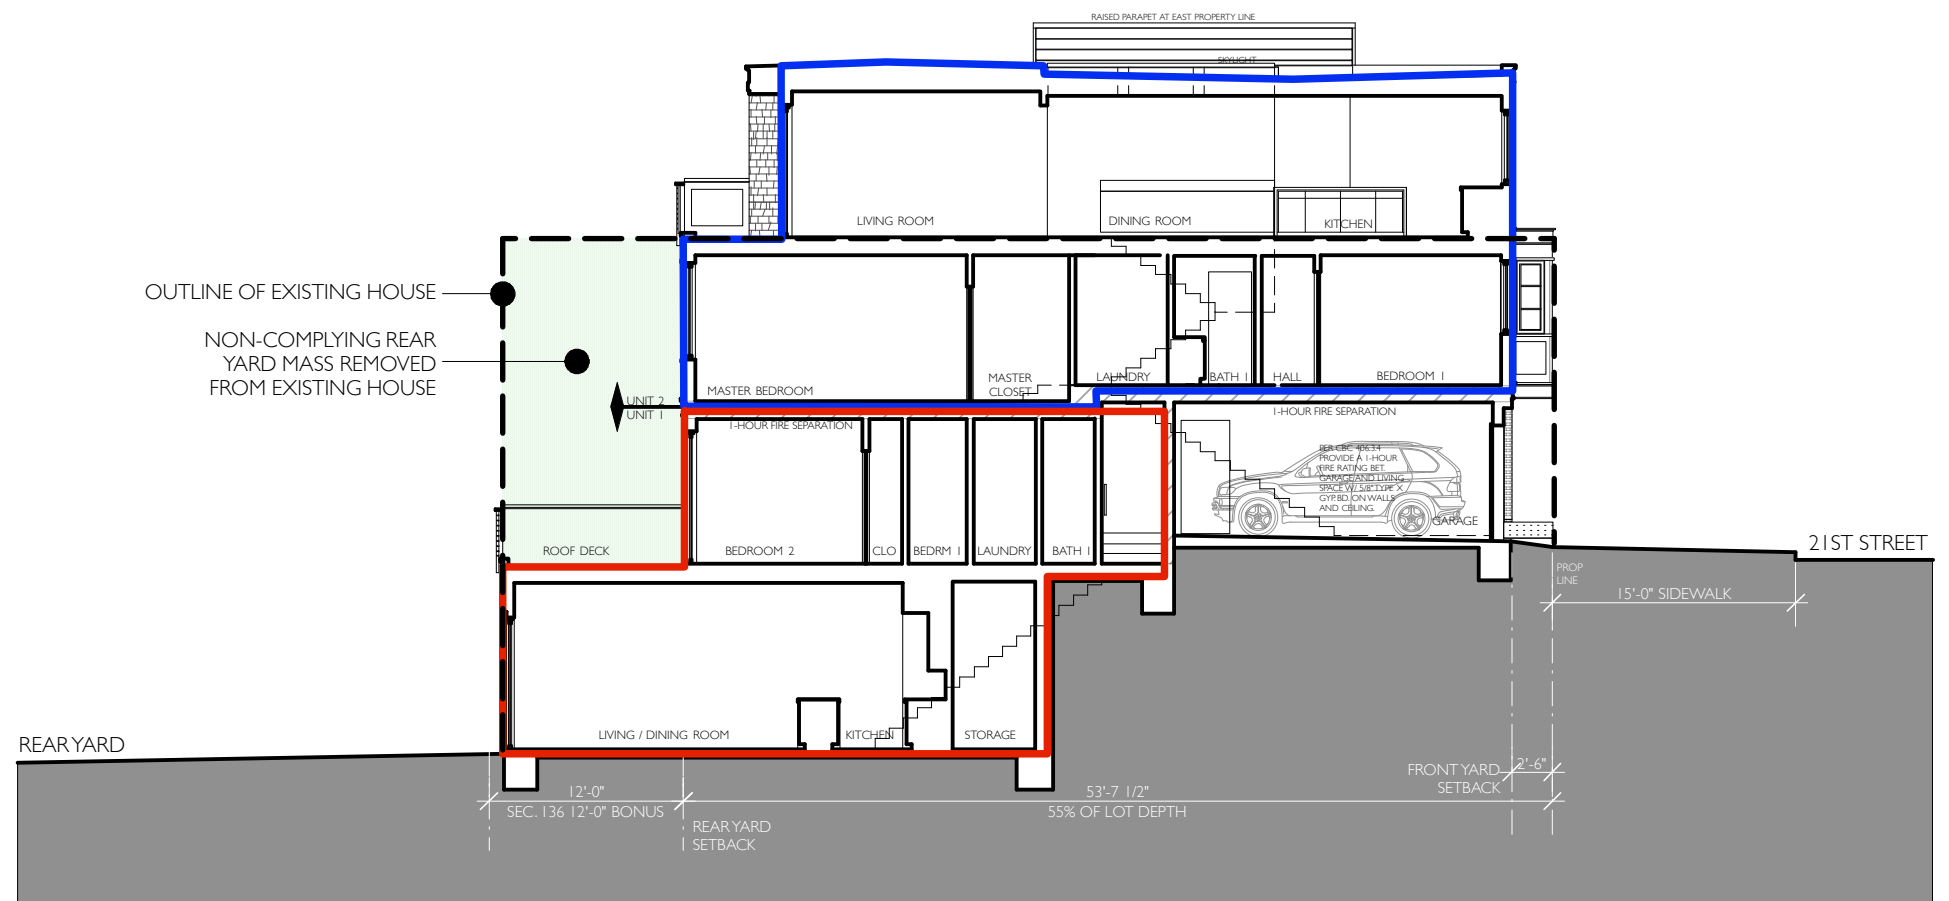 RAISED PARAPET AT EAST PROPERTY LINE
SKYLIGHT
LIVING ROOM
DINING ROOM
KITCHEN
OUTLINE OF EXISTING HOUSE
NON-COMPLYING REAR
YARD MASS REMOVED
FROM EXISTING HOUSE
MASTER BEDROOM
MASTER
CLOSET
LAUNDRY
BATH 1
HALL
BEDROOM 1
UNIT 2
UNIT 1
1-HOUR FIRE SEPARATION
1-HOUR FIRE SEPARATION
PER CBC 406.3.4
PROVIDE A 1-HOUR
FIRE RATING BET.
GARAGE AND LIVING
SPACE W/ 5/8" TYPE X
GYP. BD. ON WALLS
AND CEILING.
GARAGE
ROOF DECK
BEDROOM 2
CLO
BEDRM 1
LAUNDRY
BATH 1
21ST STREET
PROP
LINE
15'-0" SIDEWALK
LIVING / DINING ROOM
KITCHEN
STORAGE
REAR YARD
FRONT YARD
SETBACK
2'-6"
12'-0"
SEC. 136 12'-0" BONUS
53'-7 1/2"
55% OF LOT DEPTH
REAR YARD
SETBACK